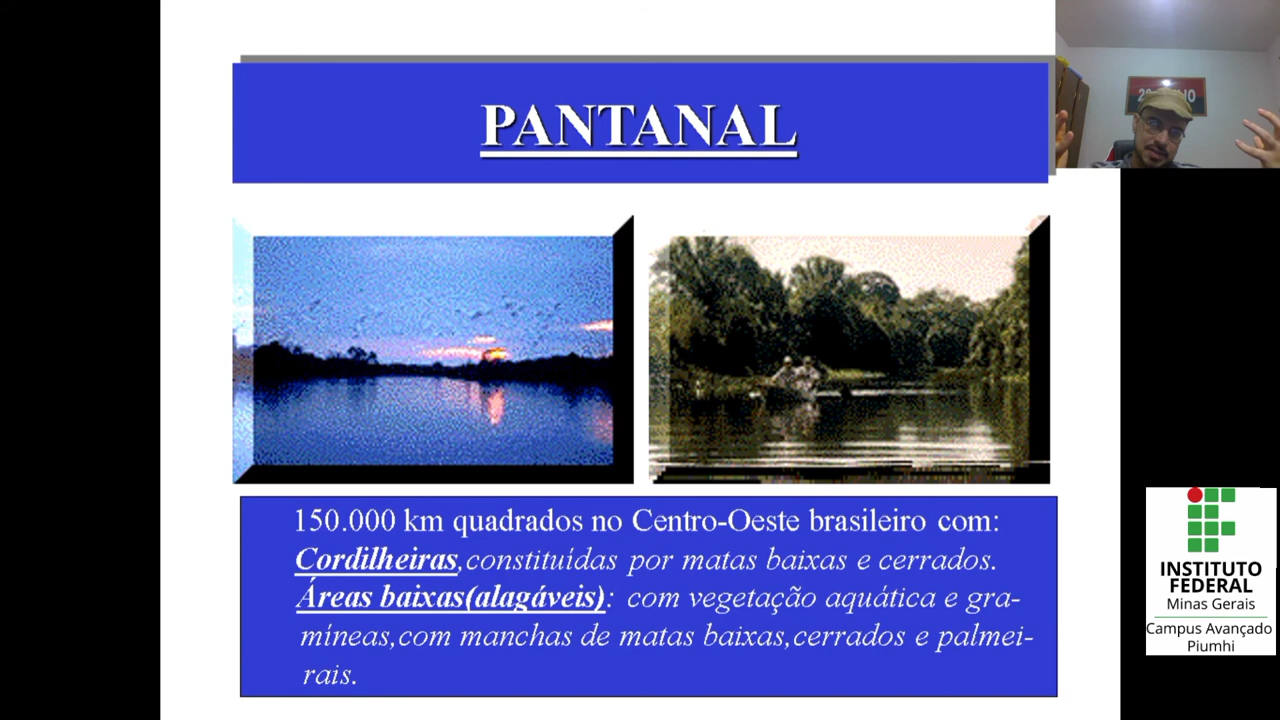 PANTANAL
150.000 km quadrados no Centro-Oeste brasileiro com:
Cordilheiras,constituídas por matas baixas e cerrados.
Áreas baixas(alagáveis): com vegetação aquática e gra-
míneas,com manchas de matas baixas,cerrados e palmei-
rais.
INSTITUTO
FEDERAL
Minas Gerais
Campus Avançado
Piumhi